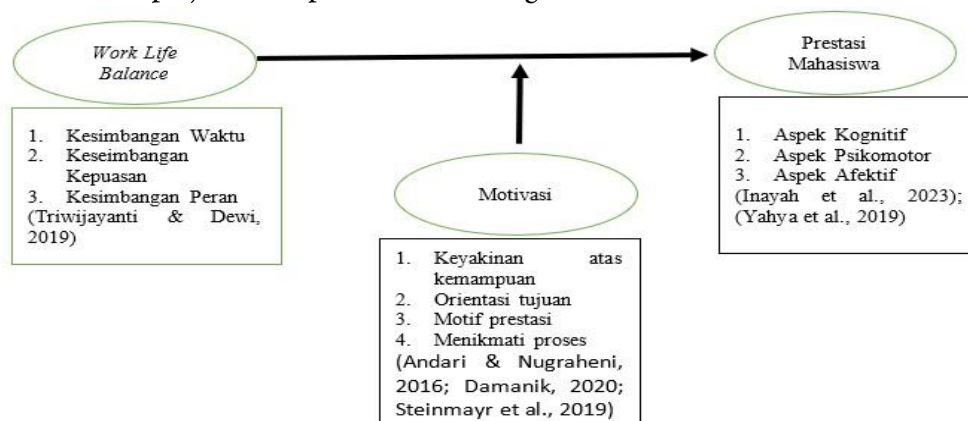 Work Life
Balance
Prestasi
Mahasiswa
1. Kesimbangan Waktu
2. Keseimbangan
Kepuasan
3. Kesimbangan Peran
(Triwijayanti & Dewi,
2019)
Motivasi
1. Aspek Kognitif
2. Aspek Psikomotor
3. Aspek Afektif
(Inayah et al., 2023);
(Yahya et al., 2019)
1. Keyakinan atas
kemampuan
2. Orientasi tujuan
3. Motif prestasi
4. Menikmati proses
(Andari & Nugraheni,
2016; Damanik, 2020;
Steinmayr et al., 2019)